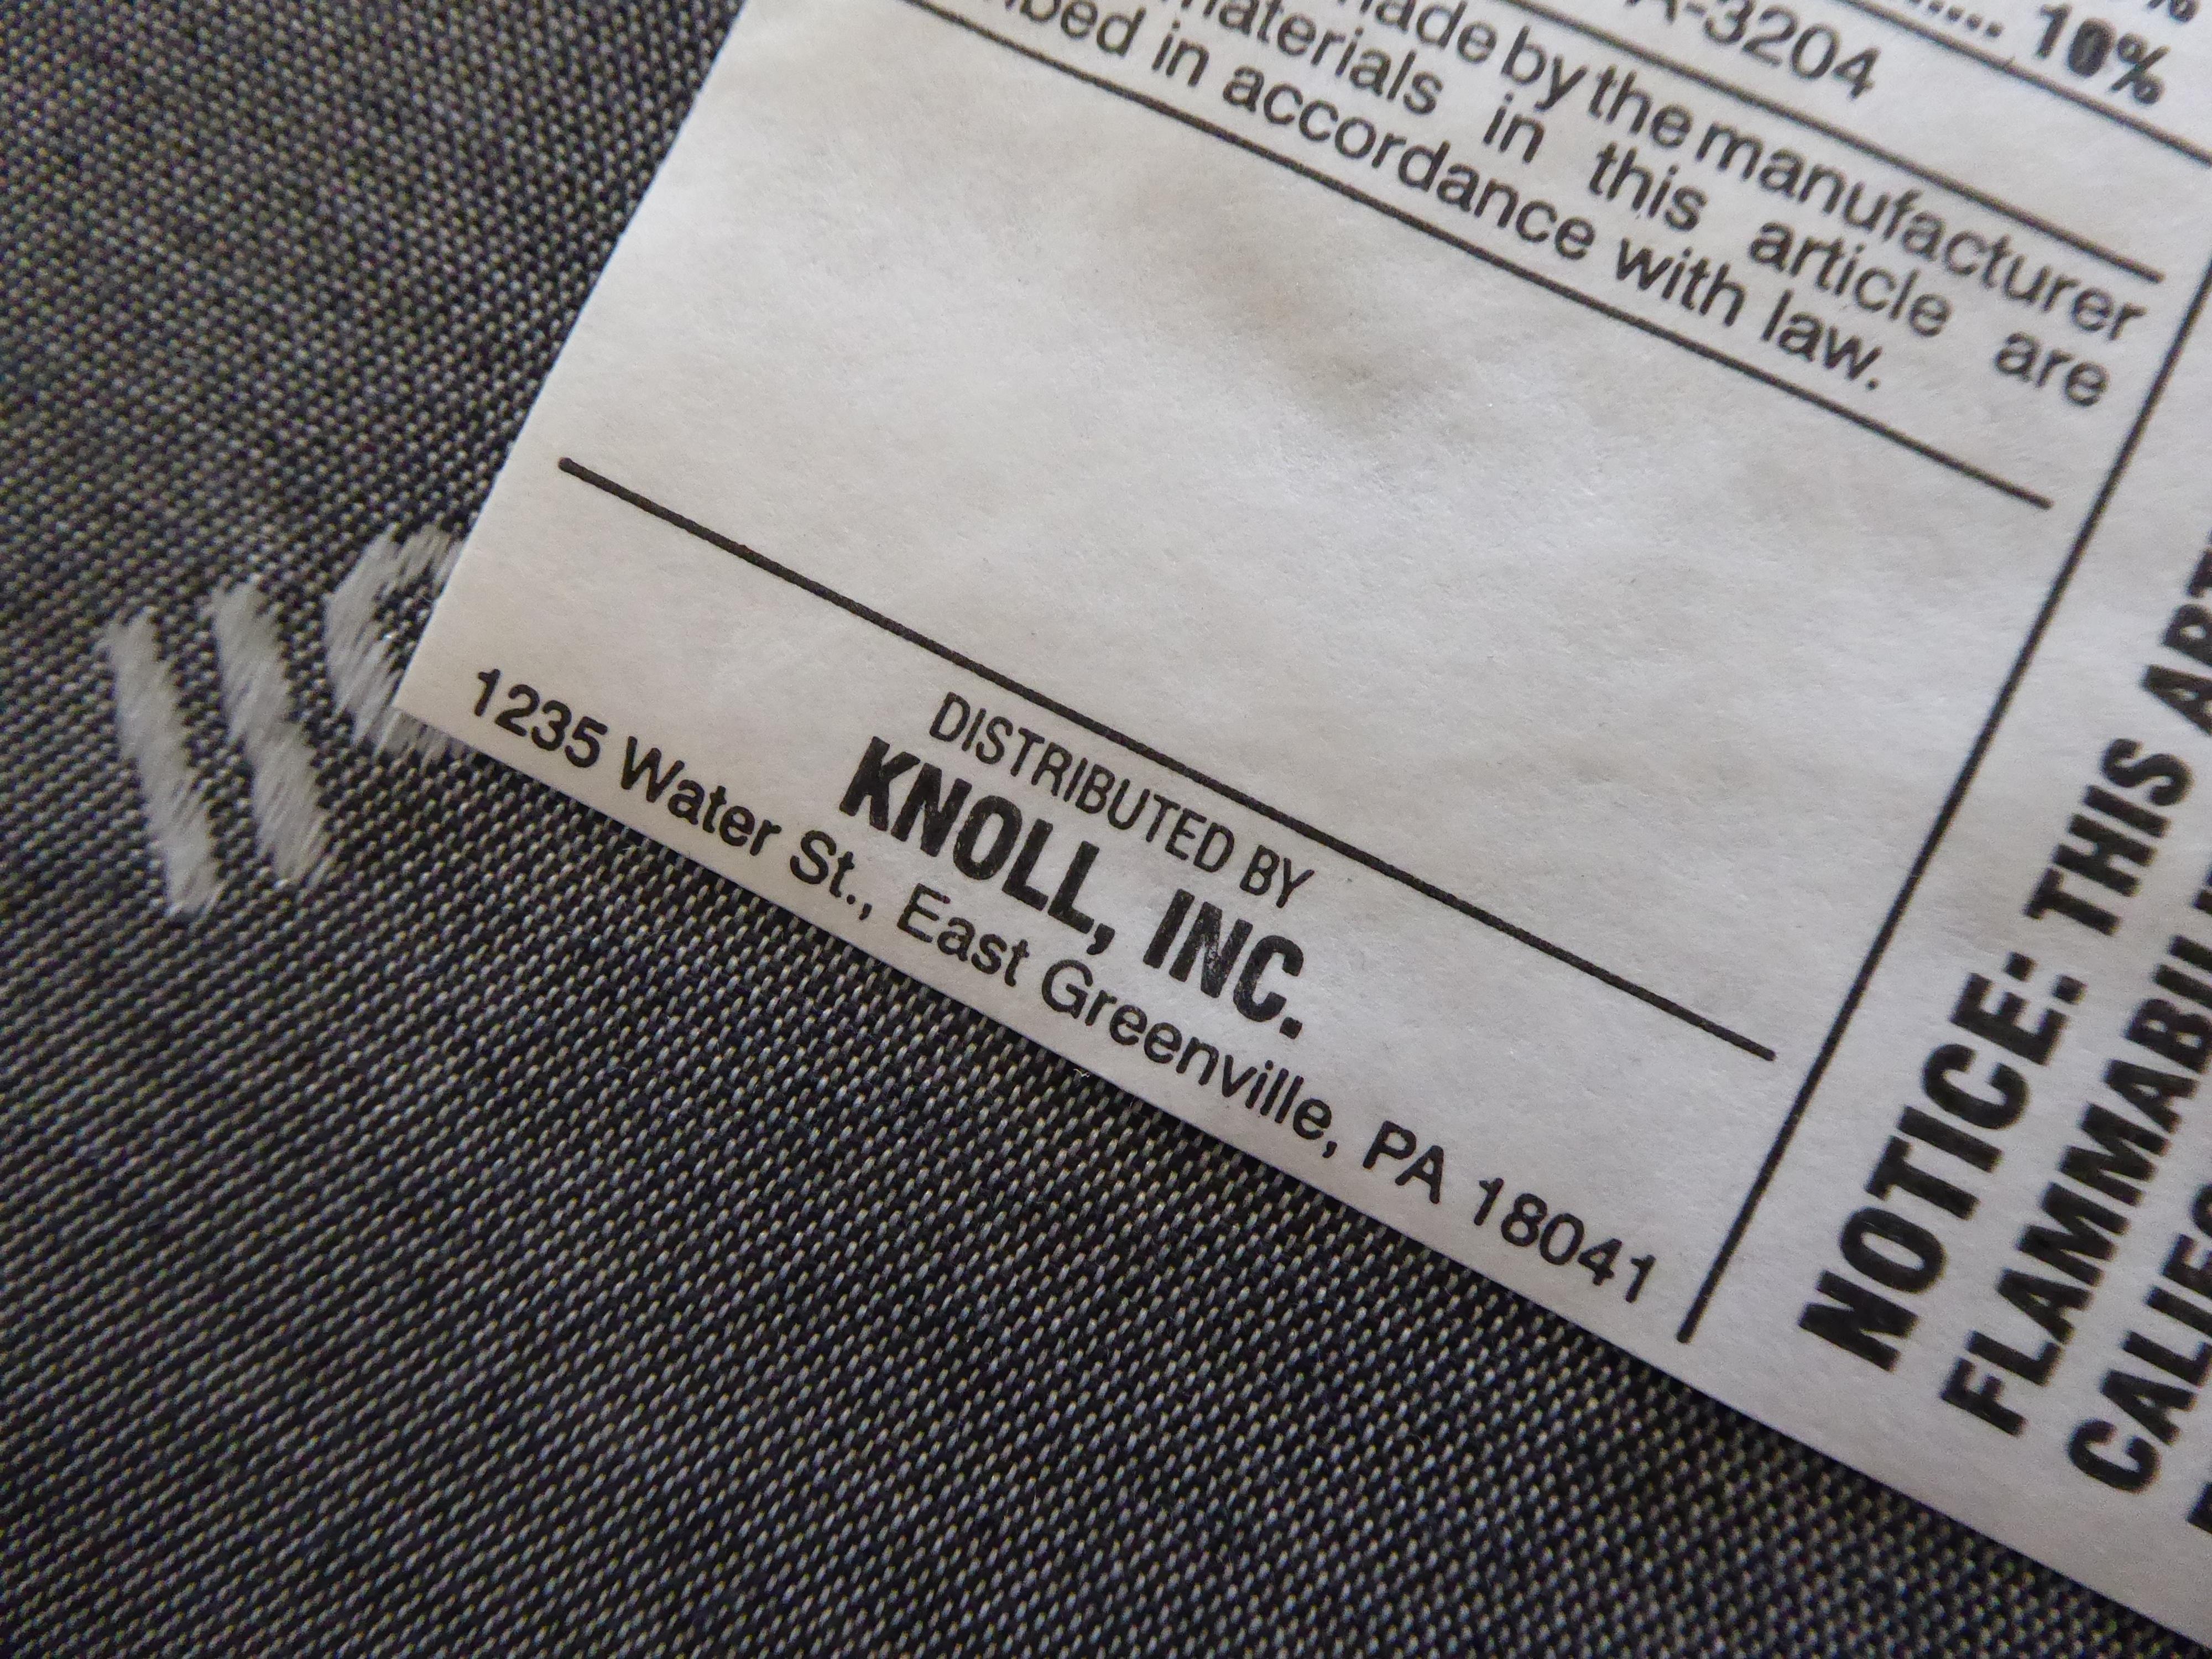 10%
-3204
made by the manufacturer
materials in this article are
in accordance with law.
DISTRIBUTED BY
KNOLL, INC.
1235 Water St., East Greenville, PA 18041
NOTICE: THIS